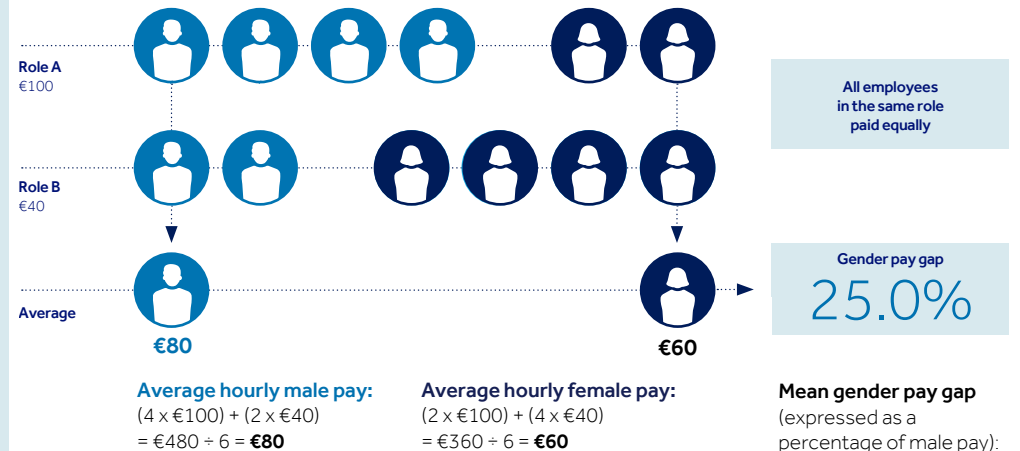 Role A
€100
All employees
in the same role
paid equally
Role B
€40
Gender pay gap
25.0%
Average
€80
€60
Average hourly male pay:
(4 x €100) + (2 x €40)
= €480 ÷ 6 = €80
Average hourly female pay:
(2 x €100) + (4 x €40)
= €360 ÷ 6 = €60
Mean gender pay gap
(expressed as a
percentage of male pay):